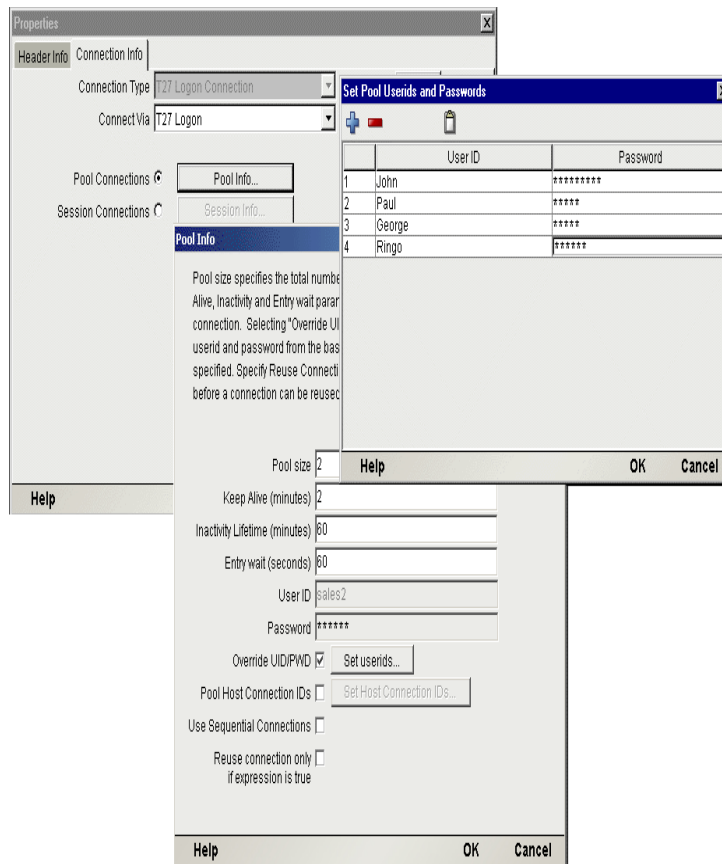 Properties
Header Info Connection Info
Connection Type T27 Logon Connection
Connect Via T27 Logon
Pool Connections Pool Info...
Session Connections Session Info...
Help
Set Pool Userids and Passwords
User ID Password
1 John *********
2 Paul *****
3 George *****
4 Ringo ******
Help OK Cancel
Pool Info
Pool size specifies the total numbe
Alive, Inactivity and Entry wait parar
connection. Selecting "Override UI
userid and password from the bas
specified. Specify Reuse Connecti
before a connection can be reused
Pool size 2
Keep Alive (minutes) 2
Inactivity Lifetime (minutes) 60
Entry wait (seconds) 60
User ID sales2
Password ******
Override UID/PWD Set userids...
Pool Host Connection IDs Set Host Connection IDs...
Use Sequential Connections
Reuse connection only
if expression is true
Help OK Cancel